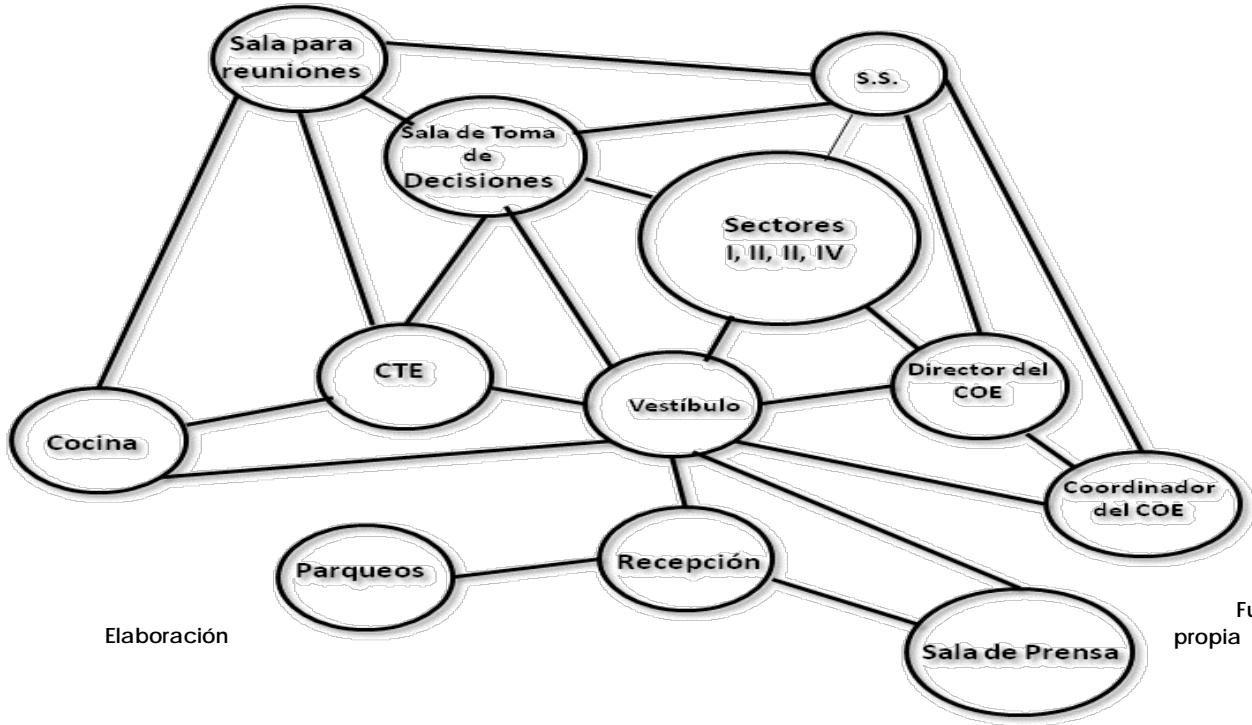 Sala para
reuniones
S.S.
Sala de Toma
de
Decisiones
Sectores
I, II, II, IV
CTE
Vestíbulo
Director del
COE
Cocina
Coordinador
del COE
Parqueos
Recepción
Sala de Prensa
Elaboración
propia